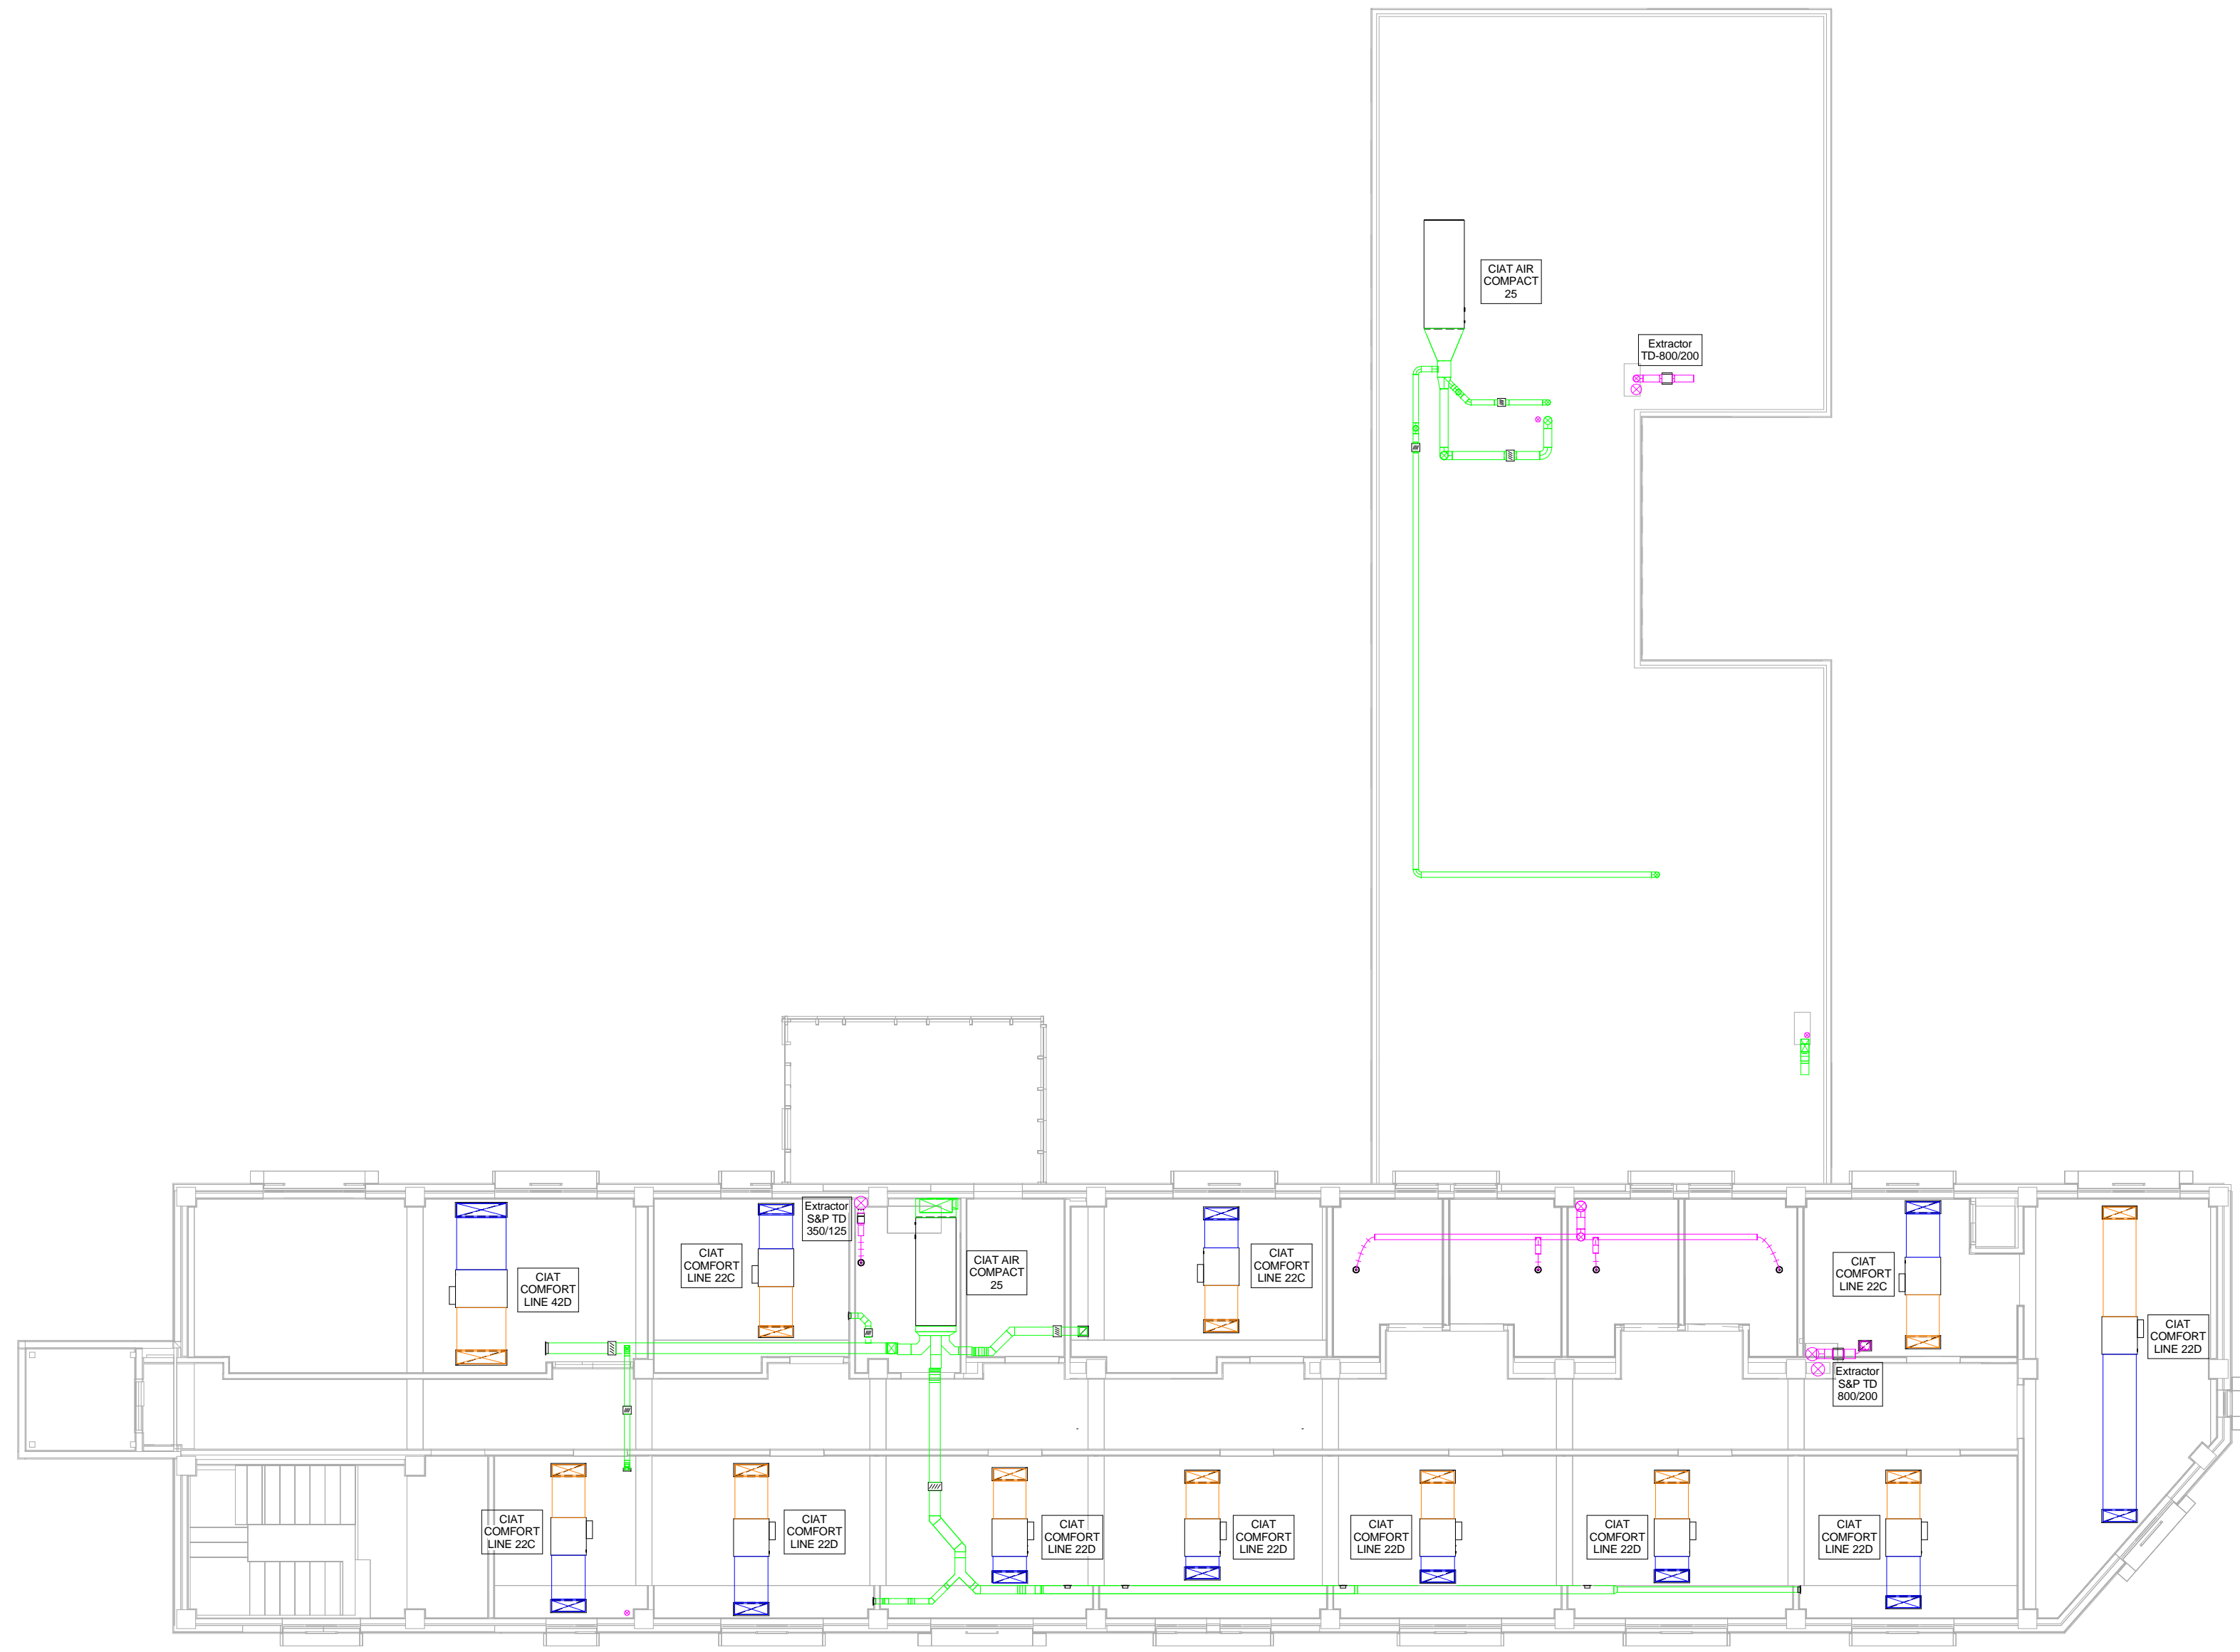 CIAT AIR
COMPACT
25
Extractor
TD-800/200
Extractor
S&P TD
350/125
CIAT
COMFORT
LINE 42D
CIAT
COMFORT
LINE 22C
CIAT AIR
COMPACT
25
CIAT
COMFORT
LINE 22C
CIAT
COMFORT
LINE 22C
CIAT
COMFORT
LINE 22D
Extractor
S&P TD
800/200
CIAT
COMFORT
LINE 22C
CIAT
COMFORT
LINE 22D
CIAT
COMFORT
LINE 22D
CIAT
COMFORT
LINE 22D
CIAT
COMFORT
LINE 22D
CIAT
COMFORT
LINE 22D
CIAT
COMFORT
LINE 22D